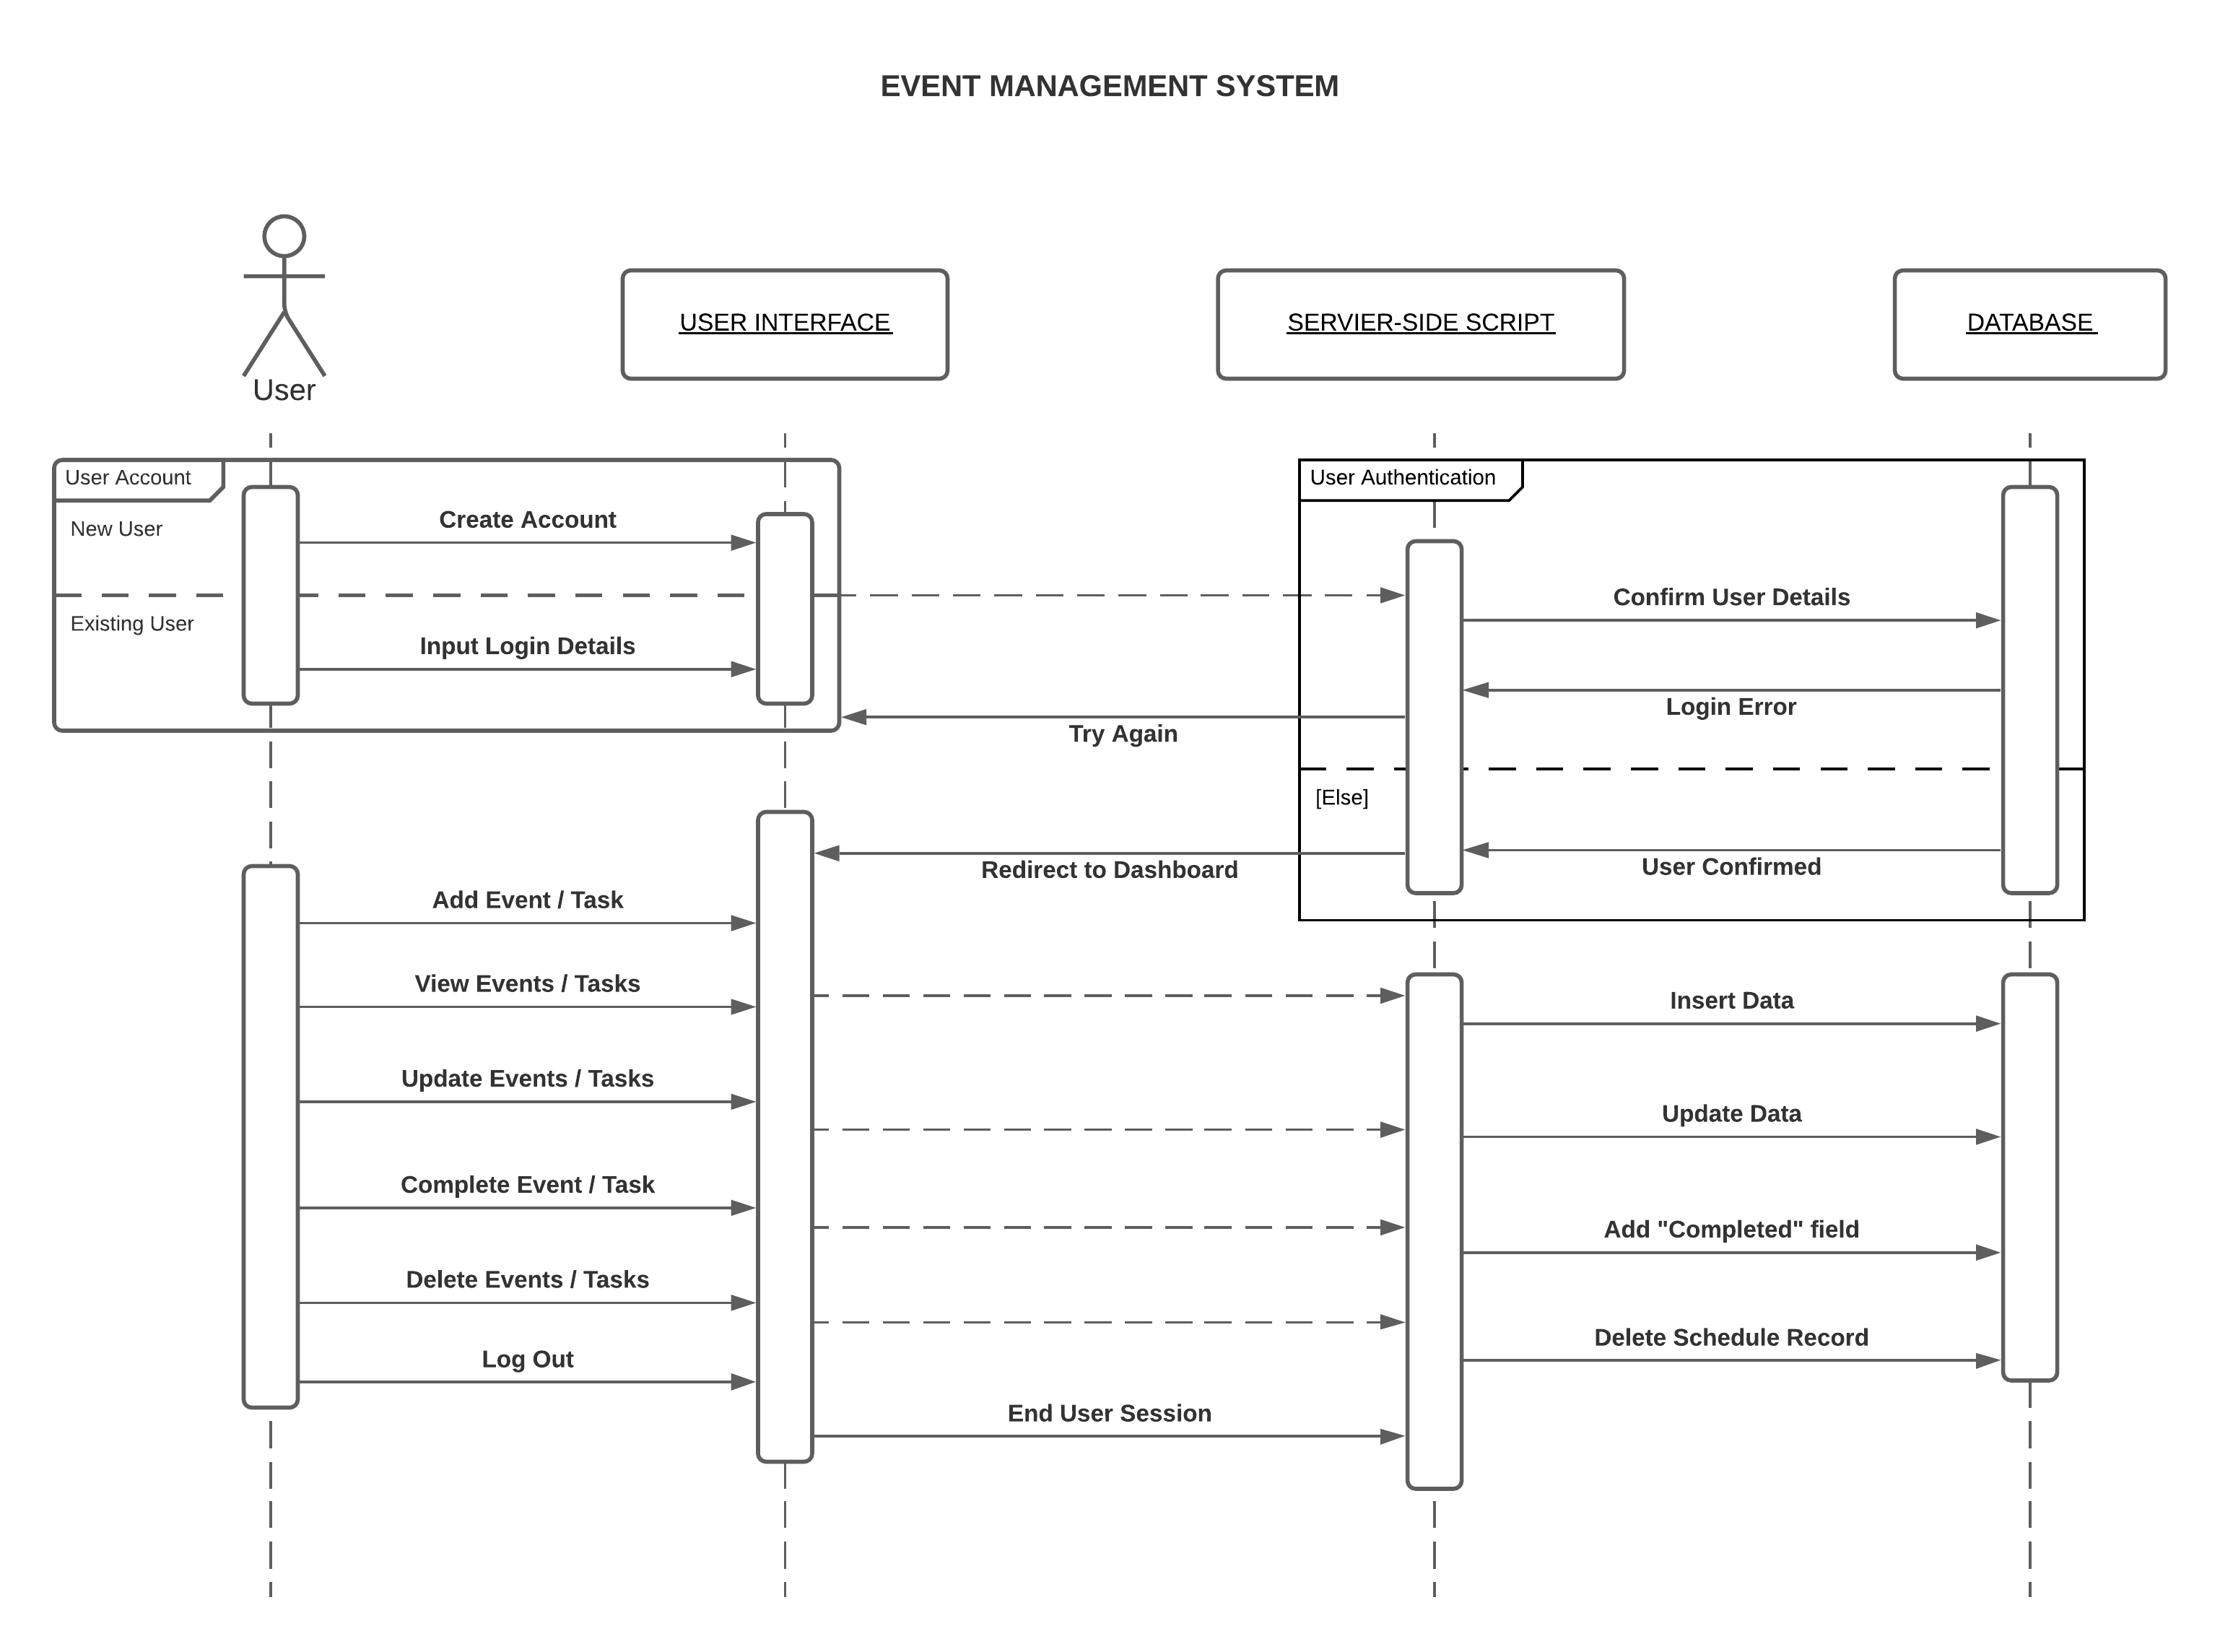 EVENT MANAGEMENT SYSTEM
User
USER INTERFACE
SERVIER-SIDE SCRIPT
DATABASE
User Account
User Authentication
New User
Create Account
Existing User
Input Login Details
Confirm User Details
Login Error
Try Again
[Else]
User Confirmed
Redirect to Dashboard
Add Event / Task
View Events / Tasks
Insert Data
Update Events / Tasks
Update Data
Complete Event / Task
Add "Completed" field
Delete Events / Tasks
Delete Schedule Record
Log Out
End User Session